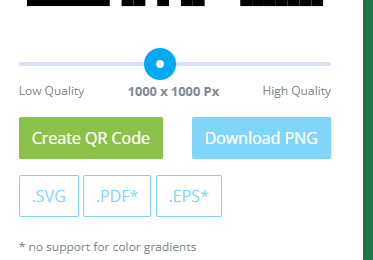 Low Quality 1000 x 1000 Px High Quality
Create QR Code Download PNG
.SVG .PDF* .EPS*
* no support for color gradients